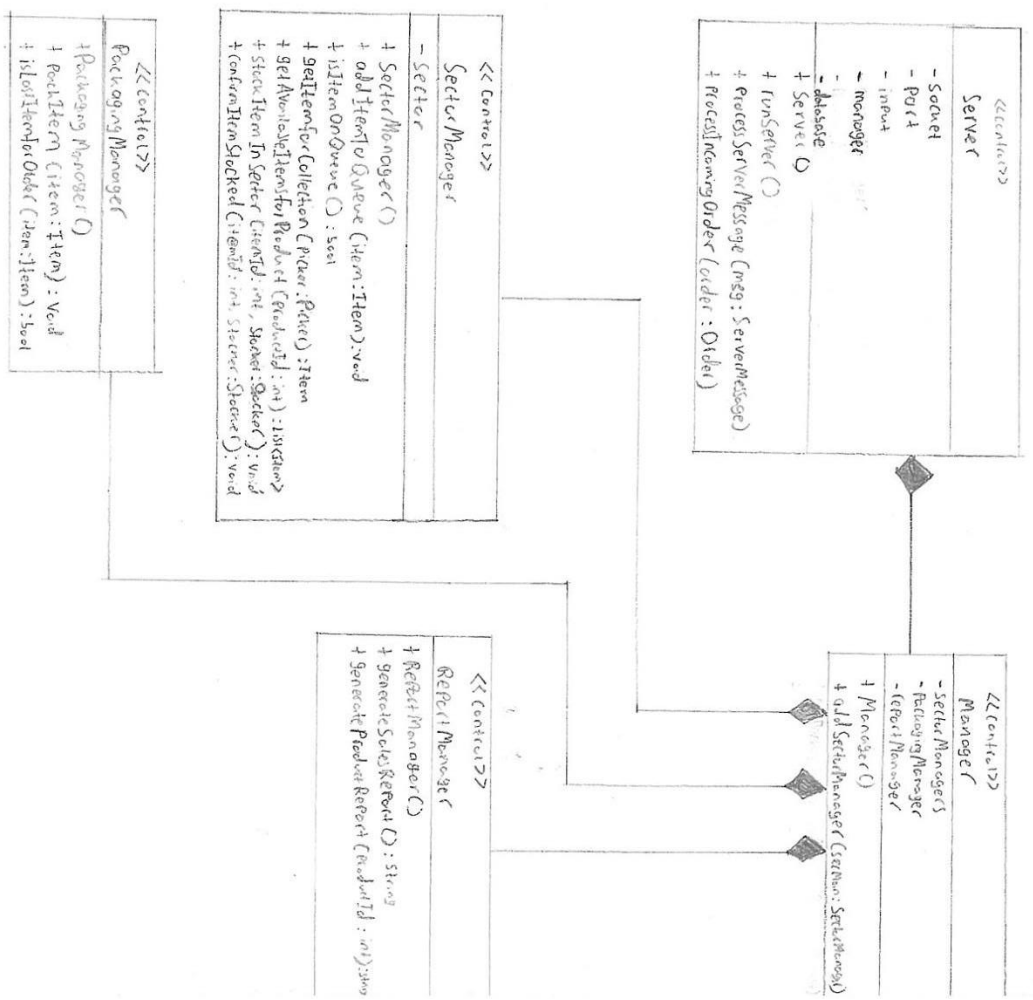 <<control>>
Server
- socket
- port
- input
- manager
- database
+ Server()
+ runServer()
+ processServerMessage (msg: ServerMessage)
+ ProcessIncomingOrder (order: Order)
<<control>>
Manager
- sectorManagers
- PackagingManager
- reportManager
+ Manager()
+ addSectorManager (secMan: SectorManager)
<<control>>
SectorManager
- Sector
+ SectorManager()
+ addItemToQueue (item: Item): void
+ isItemOnQueue(): bool
+ getItemforCollection (picker: Picker): Item
+ getAvailableItemsforProduct (productId: int): List<Item>
+ stockItemInSector (itemId: int, stocker: Stocker): void
+ confirmItemStocked (itemId: int, stocker: Stocker): void
<<control>>
Report Manager
+ ReportManager()
+ generateSalesReport(): string
+ generateProductReport (productId: int): string
<<control>>
PackagingManager
+ PackagingManager()
+ packItem (item: Item): Void
+ isLastItemforOrder (item: Item): bool